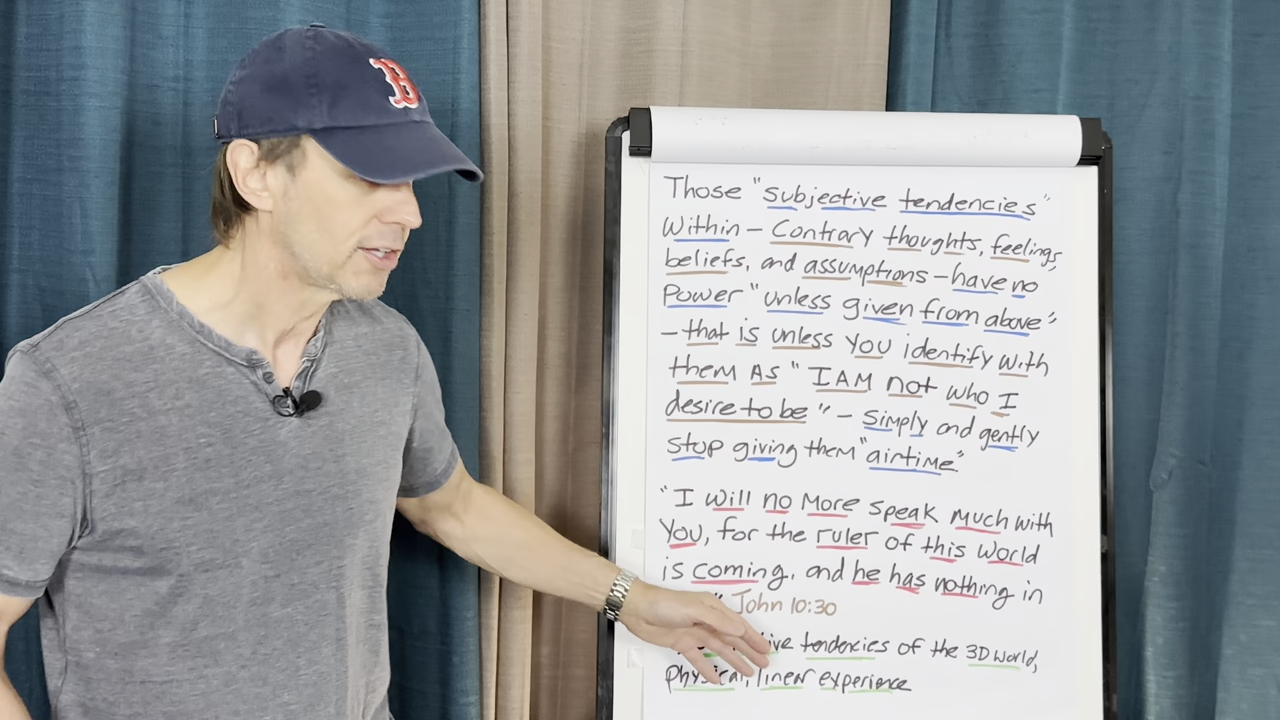 B
Those "subjective tendencies"
Within — Contrary thoughts, feelings,
beliefs, and assumptions — have no
Power "unless given from above"
— that is unless You identify with
them As "I AM not who I
desire to be" — Simply and gently
stop giving them "airtime"
"I will no More speak Much with
You, for the ruler of this World
is coming, and he has nothing in
" John 10:30
tendencies of the 3D World,
physical, linear experience